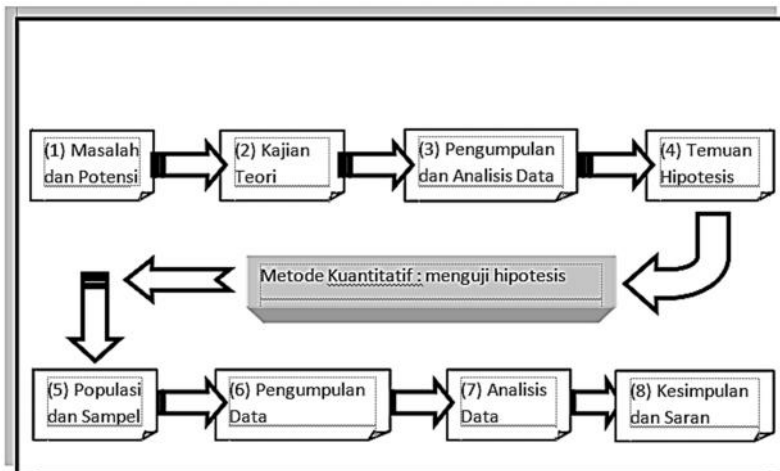 (1) Masalah
dan Potensi
(2) Kajian
Teori
(3) Pengumpulan
dan Analisis Data
(4) Temuan
Hipotesis
Metode Kuantitatif : menguji hipotesis
(5) Populasi
dan Sampel
(6) Pengumpulan
Data
(7) Analisis
Data
(8) Kesimpulan
dan Saran